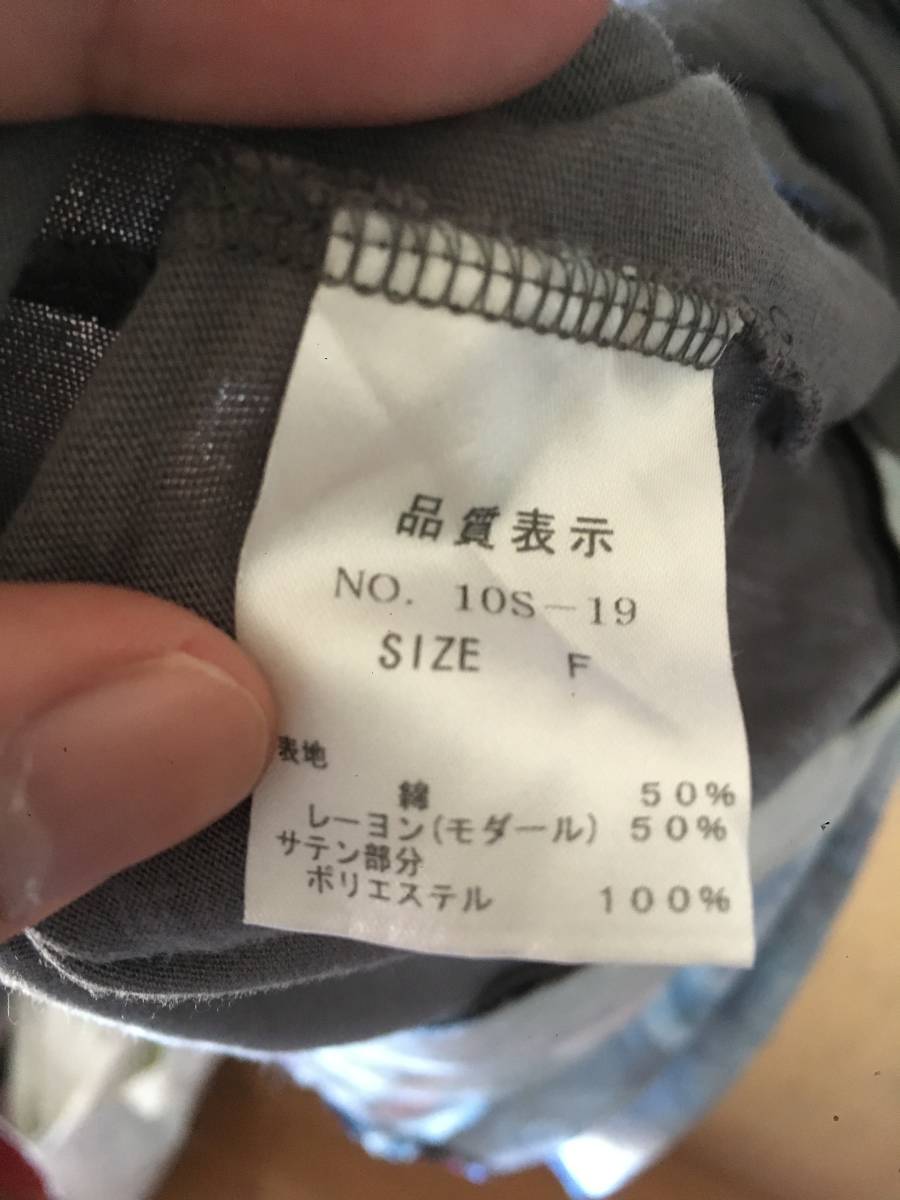 品質表示
NO. 10S-19
SIZE F
表地
綿 50%
レーヨン(モダール) 50%
サテン部分
ポリエステル 100%